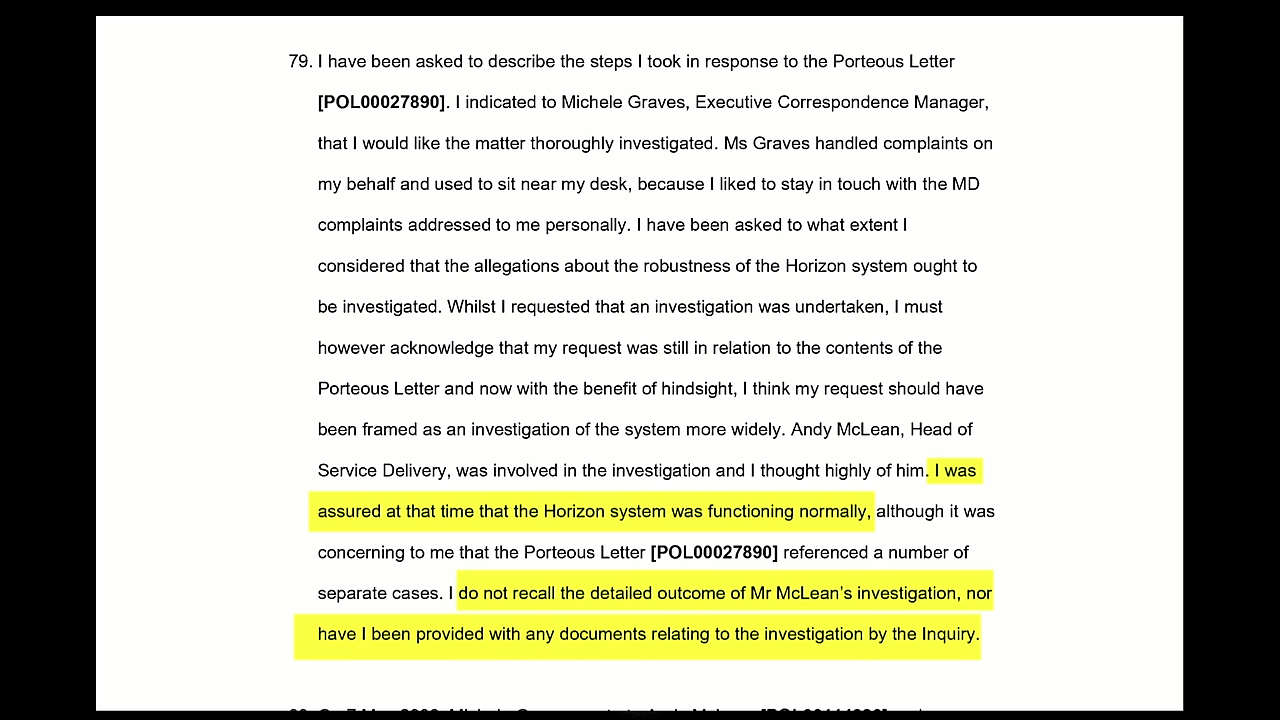 79. I have been asked to describe the steps I took in response to the Porteous Letter
[POL00027890]. I indicated to Michele Graves, Executive Correspondence Manager,
that I would like the matter thoroughly investigated. Ms Graves handled complaints on
my behalf and used to sit near my desk, because I liked to stay in touch with the MD
complaints addressed to me personally. I have been asked to what extent I
considered that the allegations about the robustness of the Horizon system ought to
be investigated. Whilst I requested that an investigation was undertaken, I must
however acknowledge that my request was still in relation to the contents of the
Porteous Letter and now with the benefit of hindsight, I think my request should have
been framed as an investigation of the system more widely. Andy McLean, Head of
Service Delivery, was involved in the investigation and I thought highly of him. I was
assured at that time that the Horizon system was functioning normally, although it was
concerning to me that the Porteous Letter [POL00027890] referenced a number of
separate cases. I do not recall the detailed outcome of Mr McLean's investigation, nor
have I been provided with any documents relating to the investigation by the Inquiry.